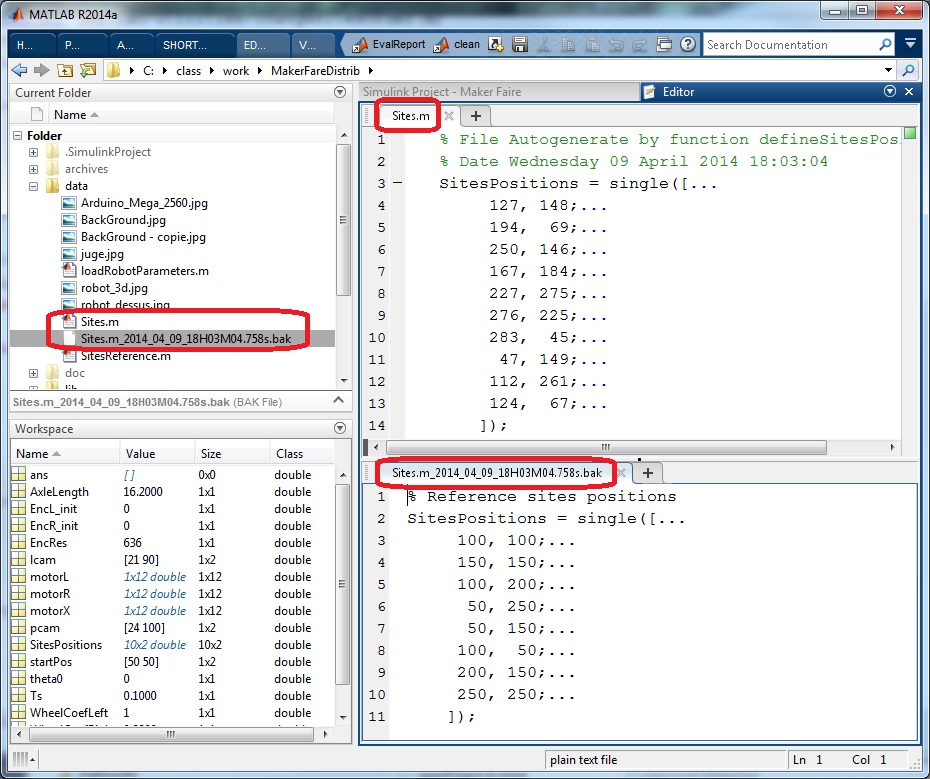 MATLAB R2014a
H... P... A... SHORT... ED... V... EvalReport clean Search Documentation
C: class work MakerFareDistrib
Current Folder
Name
Folder
.SimulinkProject
archives
data
Arduino_Mega_2560.jpg
BackGround.jpg
BackGround - copie.jpg
juge.jpg
loadRobotParameters.m
robot_3d.jpg
robot_dessus.jpg
Sites.m
Sites.m_2014_04_09_18H03M04.758s.bak
SitesReference.m
doc
lib
Sites.m_2014_04_09_18H03M04.758s.bak (BAK File)
Workspace
Name Value Size Class
ans [ ] 0x0 double
AxleLength 16.2000 1x1 double
EncL_init 0 1x1 double
EncR_init 0 1x1 double
EncRes 636 1x1 double
Icam [21 90] 1x2 double
motorL 1x12 double 1x12 double
motorR 1x12 double 1x12 double
motorX 1x12 double 1x12 double
pcam [24 100] 1x2 double
SitesPositions 10x2 double 10x2 double
startPos [50 50] 1x2 double
theta0 0 1x1 double
Ts 0.1000 1x1 double
WheelCoefLeft 1 1x1 double
Simulink Project - Maker Faire
Editor
Sites.m
1 % File Autogenerate by function defineSitesPos
2 % Date Wednesday 09 April 2014 18:03:04
3 SitesPositions = single([...
4 127, 148;...
5 194, 69;...
6 250, 146;...
7 167, 184;...
8 227, 275;...
9 276, 225;...
10 283, 45;...
11 47, 149;...
12 112, 261;...
13 124, 67;...
14 ]);
Sites.m_2014_04_09_18H03M04.758s.bak
1 % Reference sites positions
2 SitesPositions = single([...
3 100, 100;...
4 150, 150;...
5 100, 200;...
6 50, 250;...
7 50, 150;...
8 100, 50;...
9 200, 150;...
10 250, 250;...
11 ]);
plain text file Ln 1 Col 1